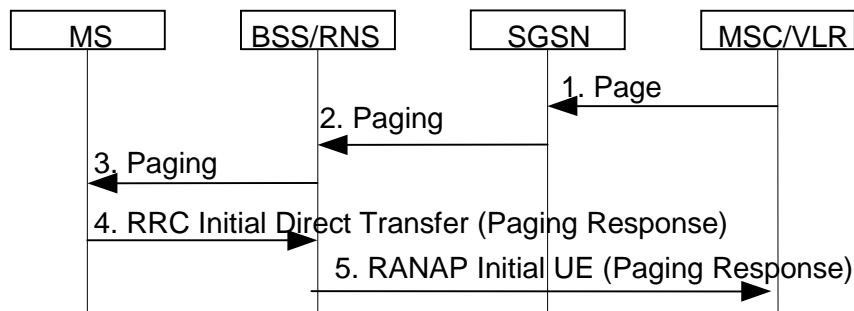 MS BSS/RNS SGSN MSC/VLR
1. Page
2. Paging
3. Paging
4. RRC Initial Direct Transfer (Paging Response)
5. RANAP Initial UE (Paging Response)